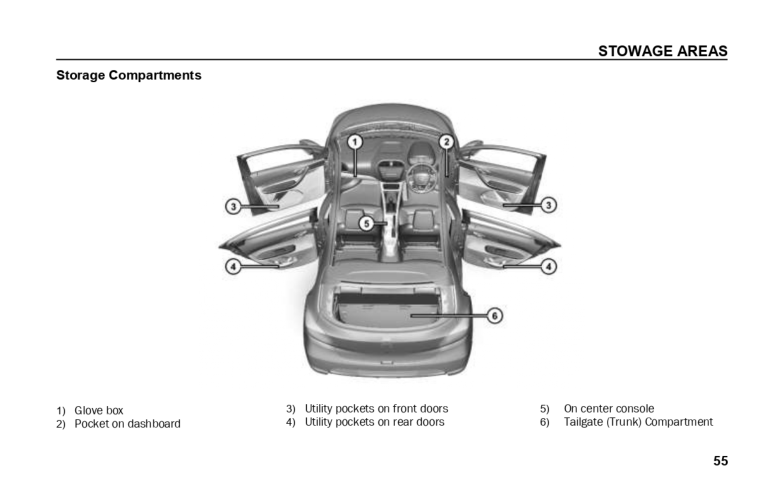 STOWAGE AREAS
Storage Compartments
1
2
3
3
5
4
4
6
1) Glove box
2) Pocket on dashboard
3) Utility pockets on front doors
4) Utility pockets on rear doors
5) On center console
6) Tailgate (Trunk) Compartment
55